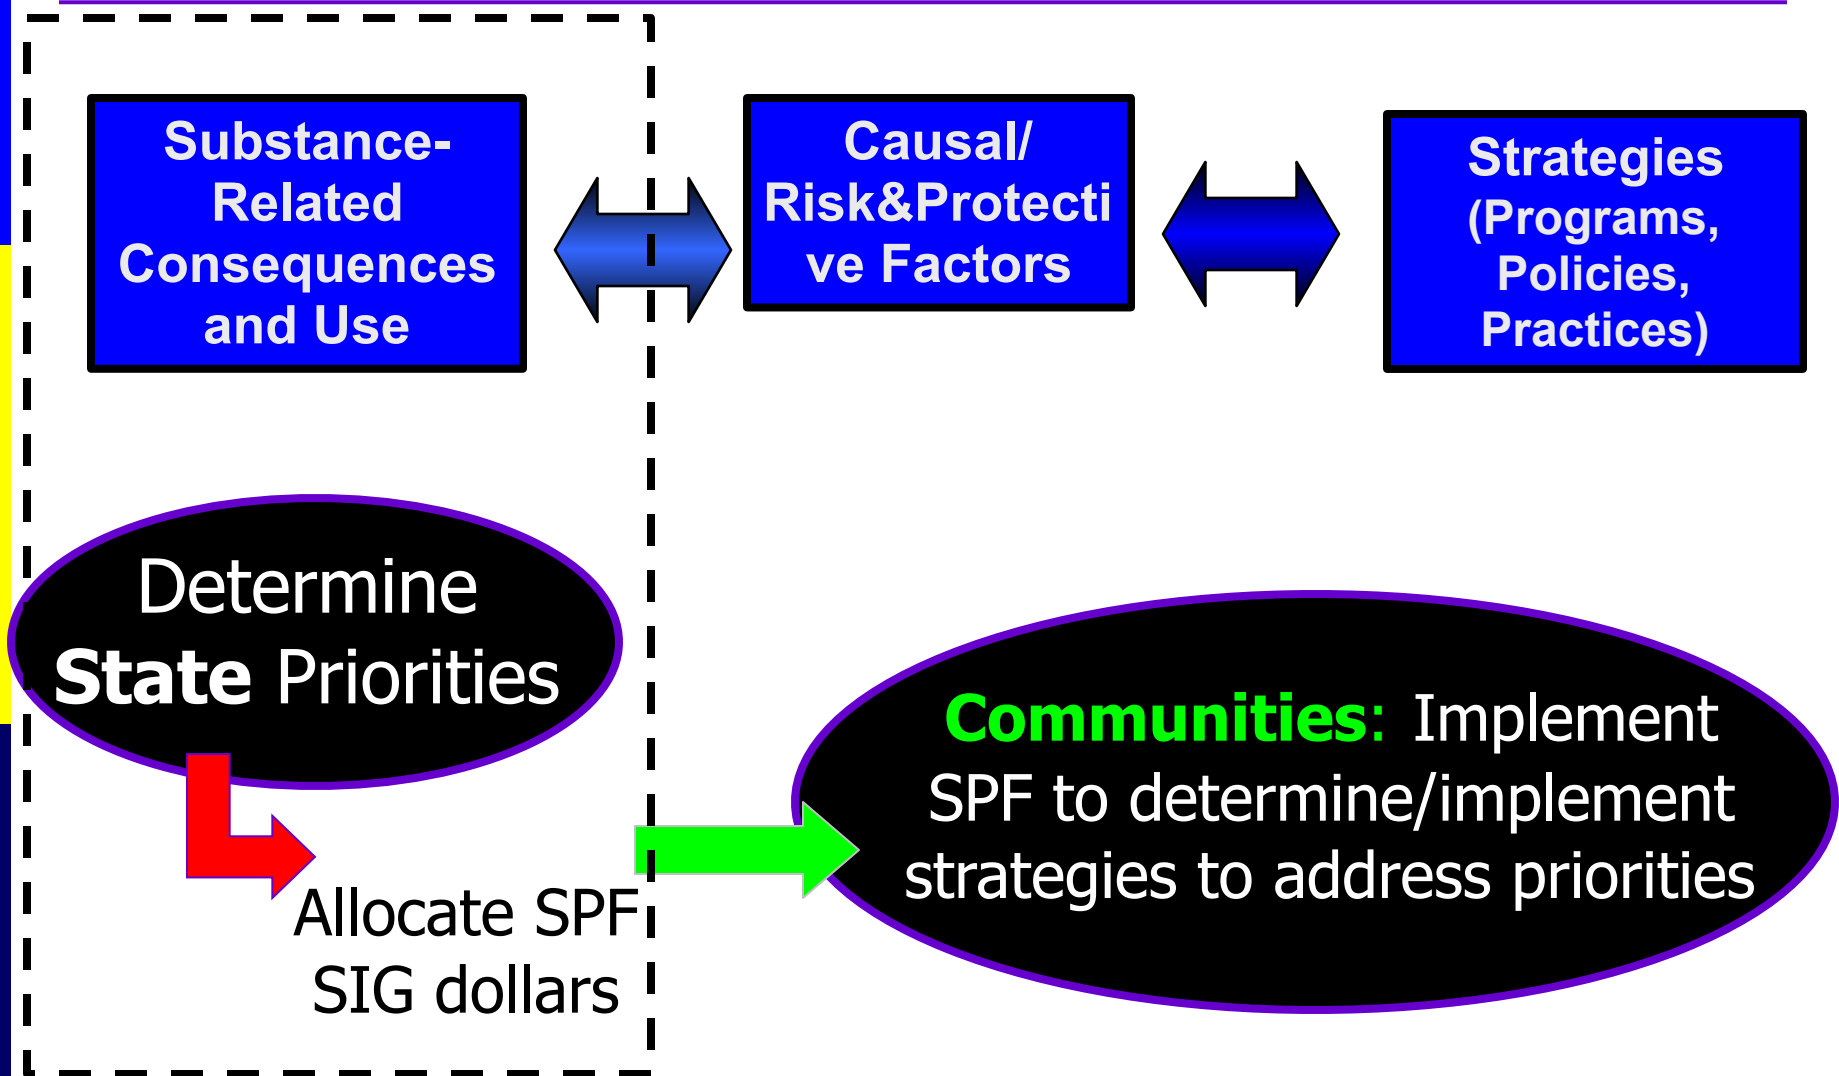 Substance-
Related
Consequences
and Use
Causal/
Risk&Protecti
ve Factors
Strategies
(Programs,
Policies,
Practices)
Determine
State Priorities
Allocate SPF
SIG dollars
Communities: Implement
SPF to determine/implement
strategies to address priorities